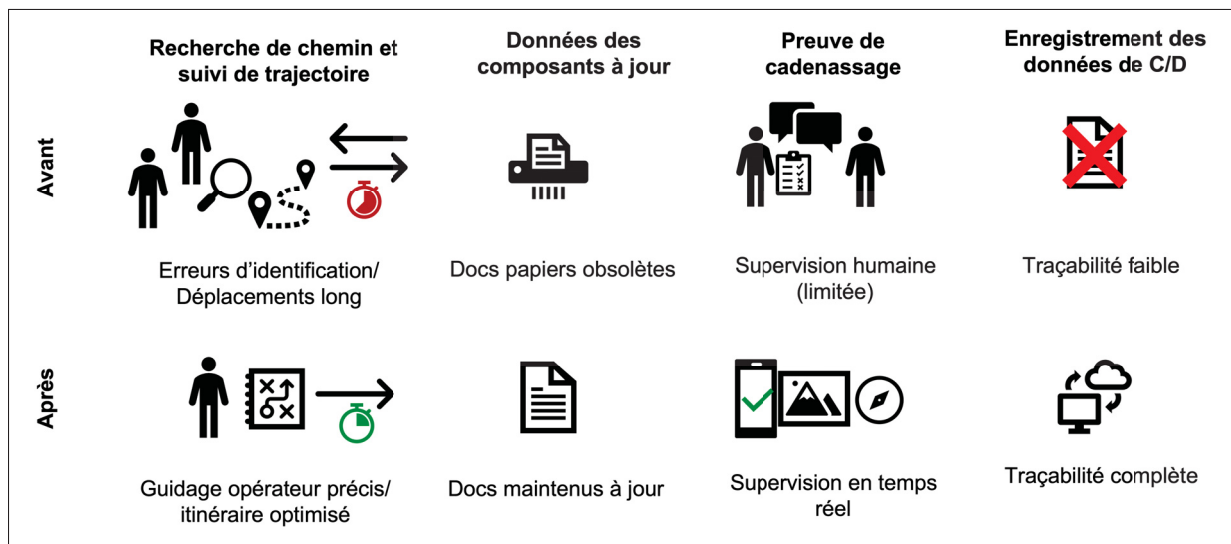 Recherche de chemin et
suivi de trajectoire
Données des
composants à jour
Preuve de
cadenassage
Enregistrement des
données de C/D
Avant
Erreurs d'identification/
Déplacements long
Docs papiers obsolètes
Supervision humaine
(limitée)
Traçabilité faible
Après
Guidage opérateur précis/
itinéraire optimisé
Docs maintenus à jour
Supervision en temps
réel
Traçabilité complète